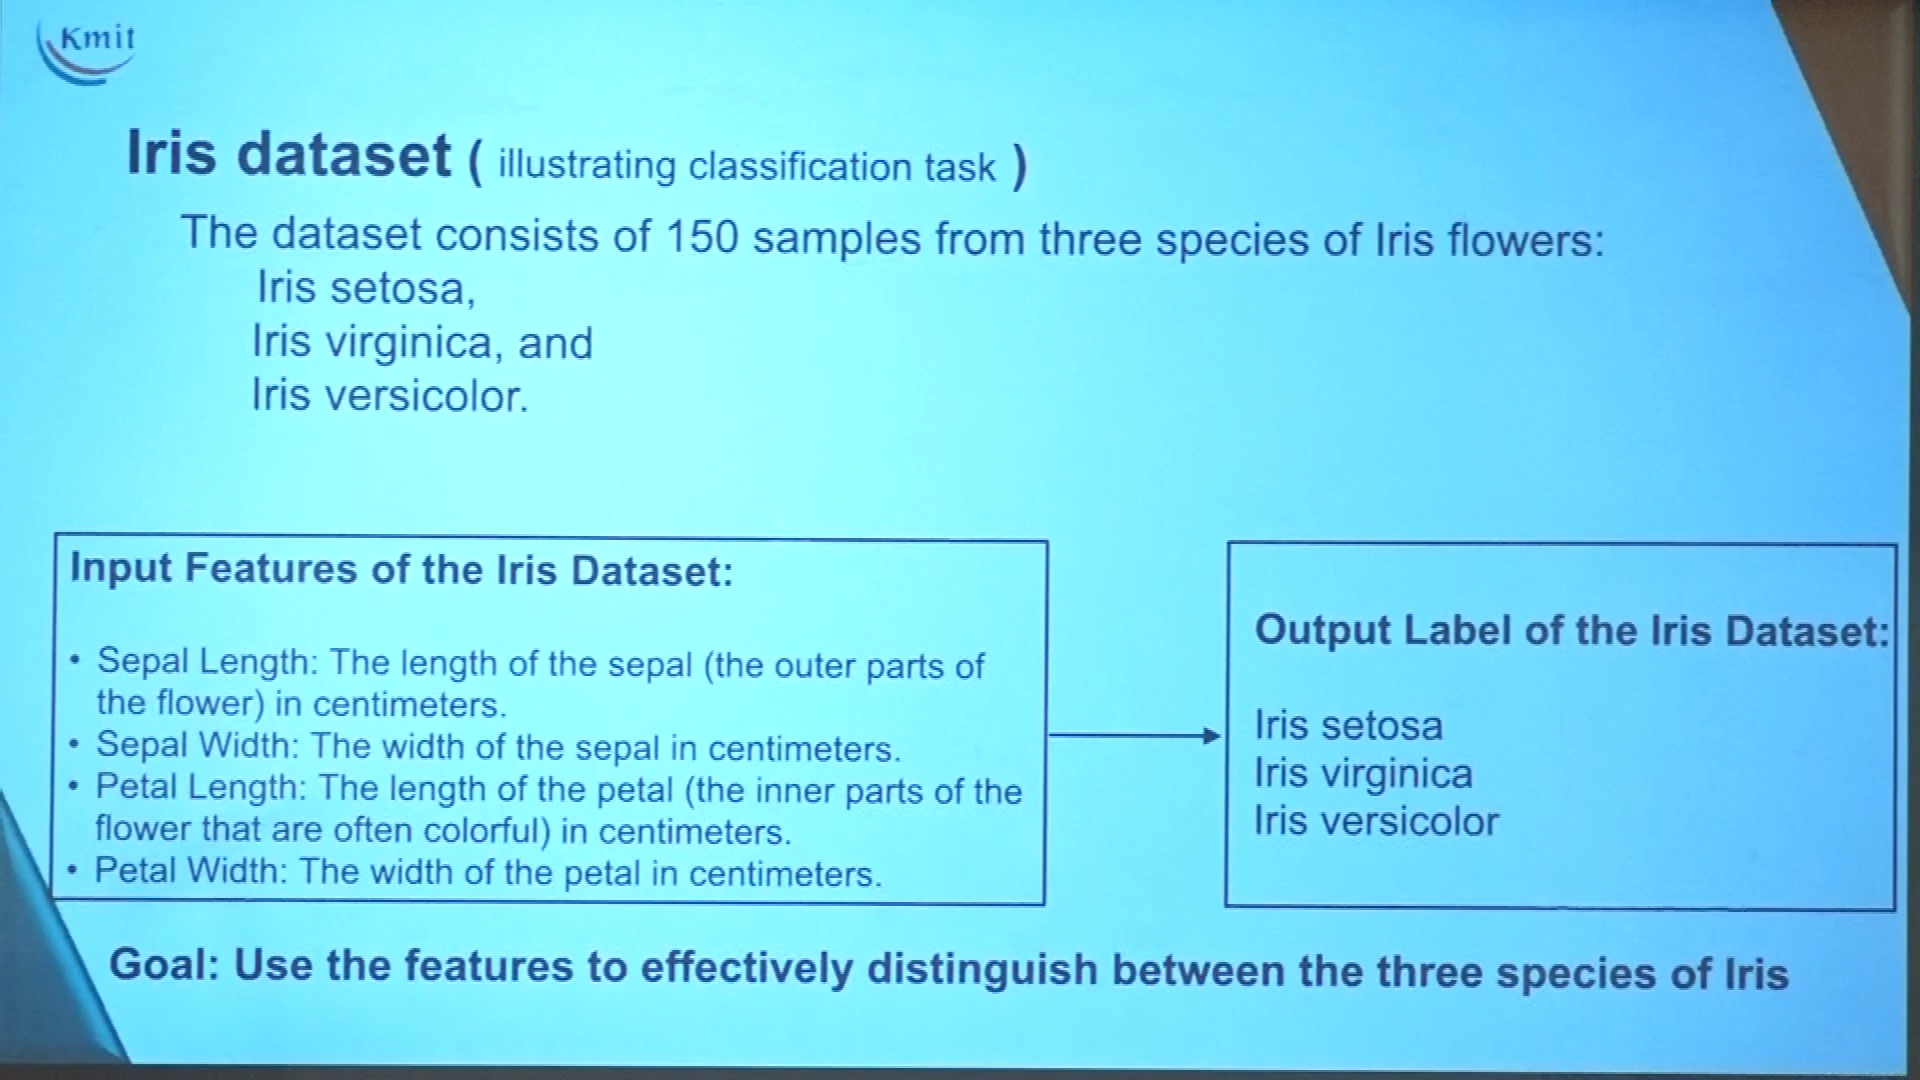 Kmit
Iris dataset ( illustrating classification task )
The dataset consists of 150 samples from three species of Iris flowers:
Iris setosa,
Iris virginica, and
Iris versicolor.
Input Features of the Iris Dataset:
• Sepal Length: The length of the sepal (the outer parts of
the flower) in centimeters.
• Sepal Width: The width of the sepal in centimeters.
• Petal Length: The length of the petal (the inner parts of the
flower that are often colorful) in centimeters.
• Petal Width: The width of the petal in centimeters.
Output Label of the Iris Dataset:
Iris setosa
Iris virginica
Iris versicolor
Goal: Use the features to effectively distinguish between the three species of Iris